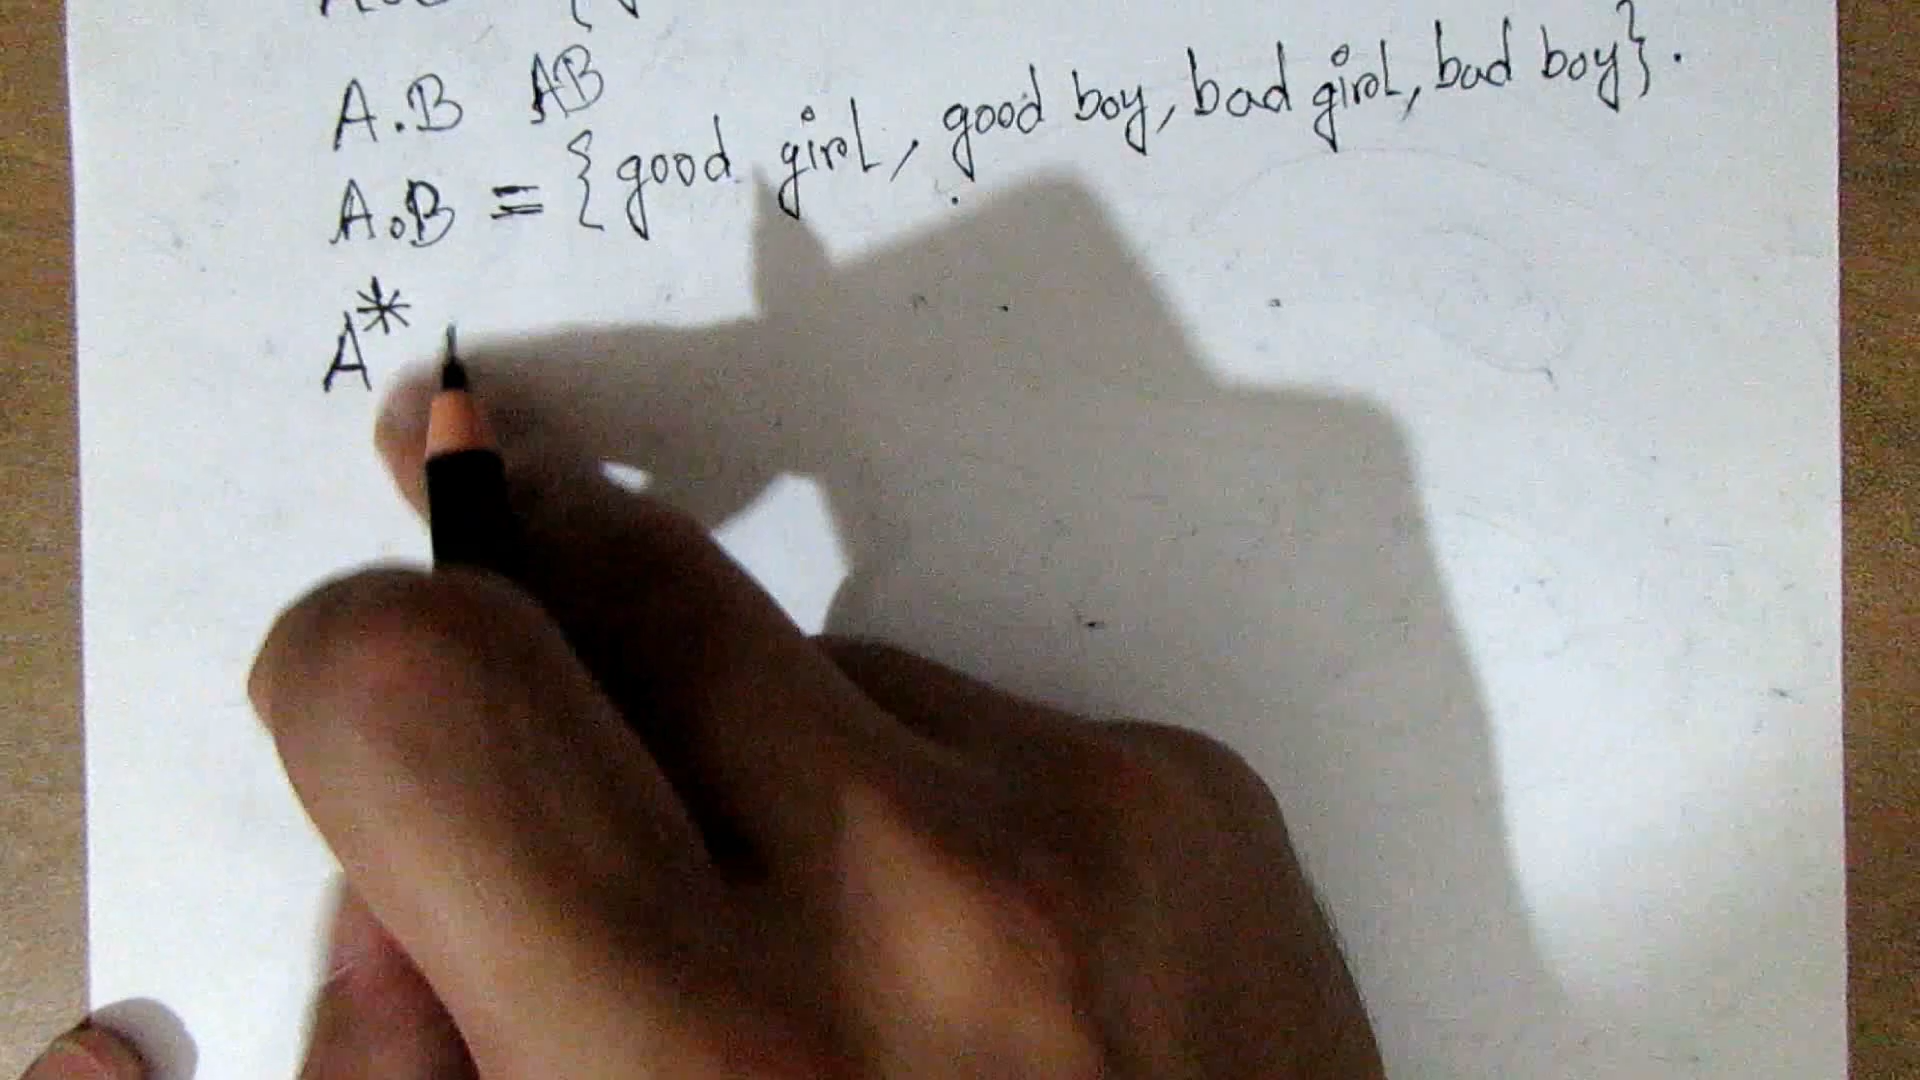 A.B AB
A∘B = {good girl, good boy, bad girl, bad boy}.
A*